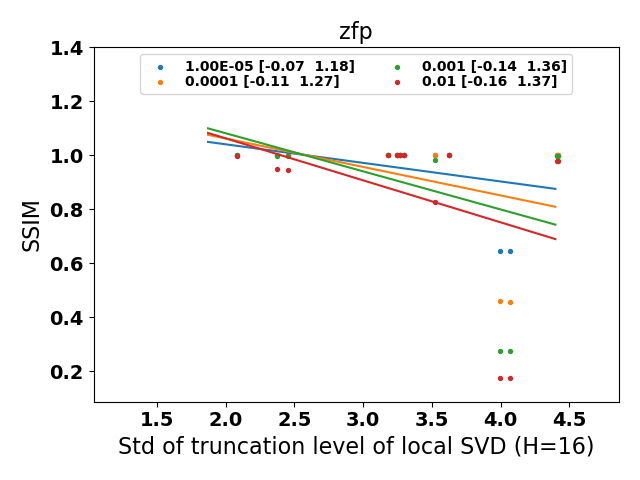 zfp
1.00E-05 [-0.07  1.18]
0.0001 [-0.11  1.27]
0.001 [-0.14  1.36]
0.01 [-0.16  1.37]
1.4
1.2
1.0
0.8
0.6
0.4
0.2
SSIM
1.5 2.0 2.5 3.0 3.5 4.0 4.5
Std of truncation level of local SVD (H=16)